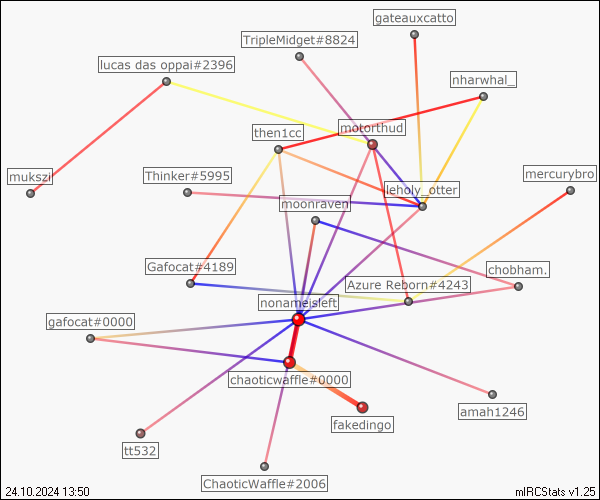 gateauxcatto
TripleMidget#8824
lucas das oppai#2396
nharwhal_
then1cc
motorthud
mukszi
Thinker#5995
leholy_otter
mercurybro
moonraven
Gafocat#4189
chobham.
Azure Reborn#4243
nonameisleft
gafocat#0000
chaoticwaffle#0000
amah1246
fakedingo
tt532
ChaoticWaffle#2006
24.10.2024 13:50
mIRCStats v1.25